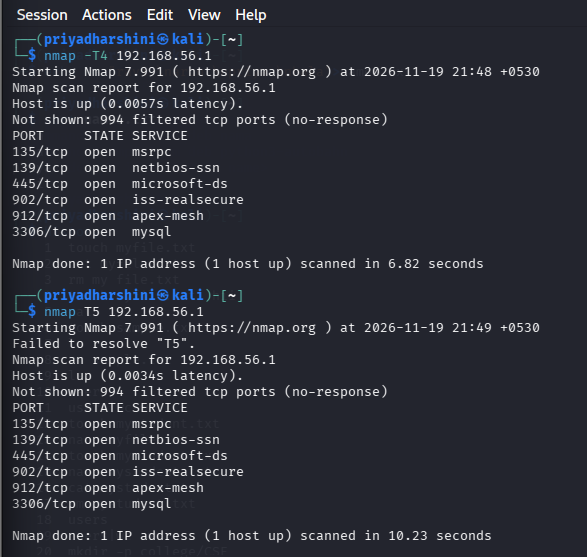 Session Actions Edit View Help
┌──(priyadharshini㉿kali)-[~]
└─$ nmap -T4 192.168.56.1
Starting Nmap 7.991 ( https://nmap.org ) at 2026-11-19 21:48 +0530
Nmap scan report for 192.168.56.1
Host is up (0.0057s latency).
Not shown: 994 filtered tcp ports (no-response)
PORT     STATE SERVICE
135/tcp  open  msrpc
139/tcp  open  netbios-ssn
445/tcp  open  microsoft-ds
902/tcp  open  iss-realsecure
912/tcp  open  apex-mesh
3306/tcp open  mysql
Nmap done: 1 IP address (1 host up) scanned in 6.82 seconds
┌──(priyadharshini㉿kali)-[~]
└─$ nmap T5 192.168.56.1
Starting Nmap 7.991 ( https://nmap.org ) at 2026-11-19 21:49 +0530
Failed to resolve "T5".
Nmap scan report for 192.168.56.1
Host is up (0.0034s latency).
Not shown: 994 filtered tcp ports (no-response)
PORT     STATE SERVICE
135/tcp  open  msrpc
139/tcp  open  netbios-ssn
445/tcp  open  microsoft-ds
902/tcp  open  iss-realsecure
912/tcp  open  apex-mesh
3306/tcp open  mysql
Nmap done: 1 IP address (1 host up) scanned in 10.23 seconds